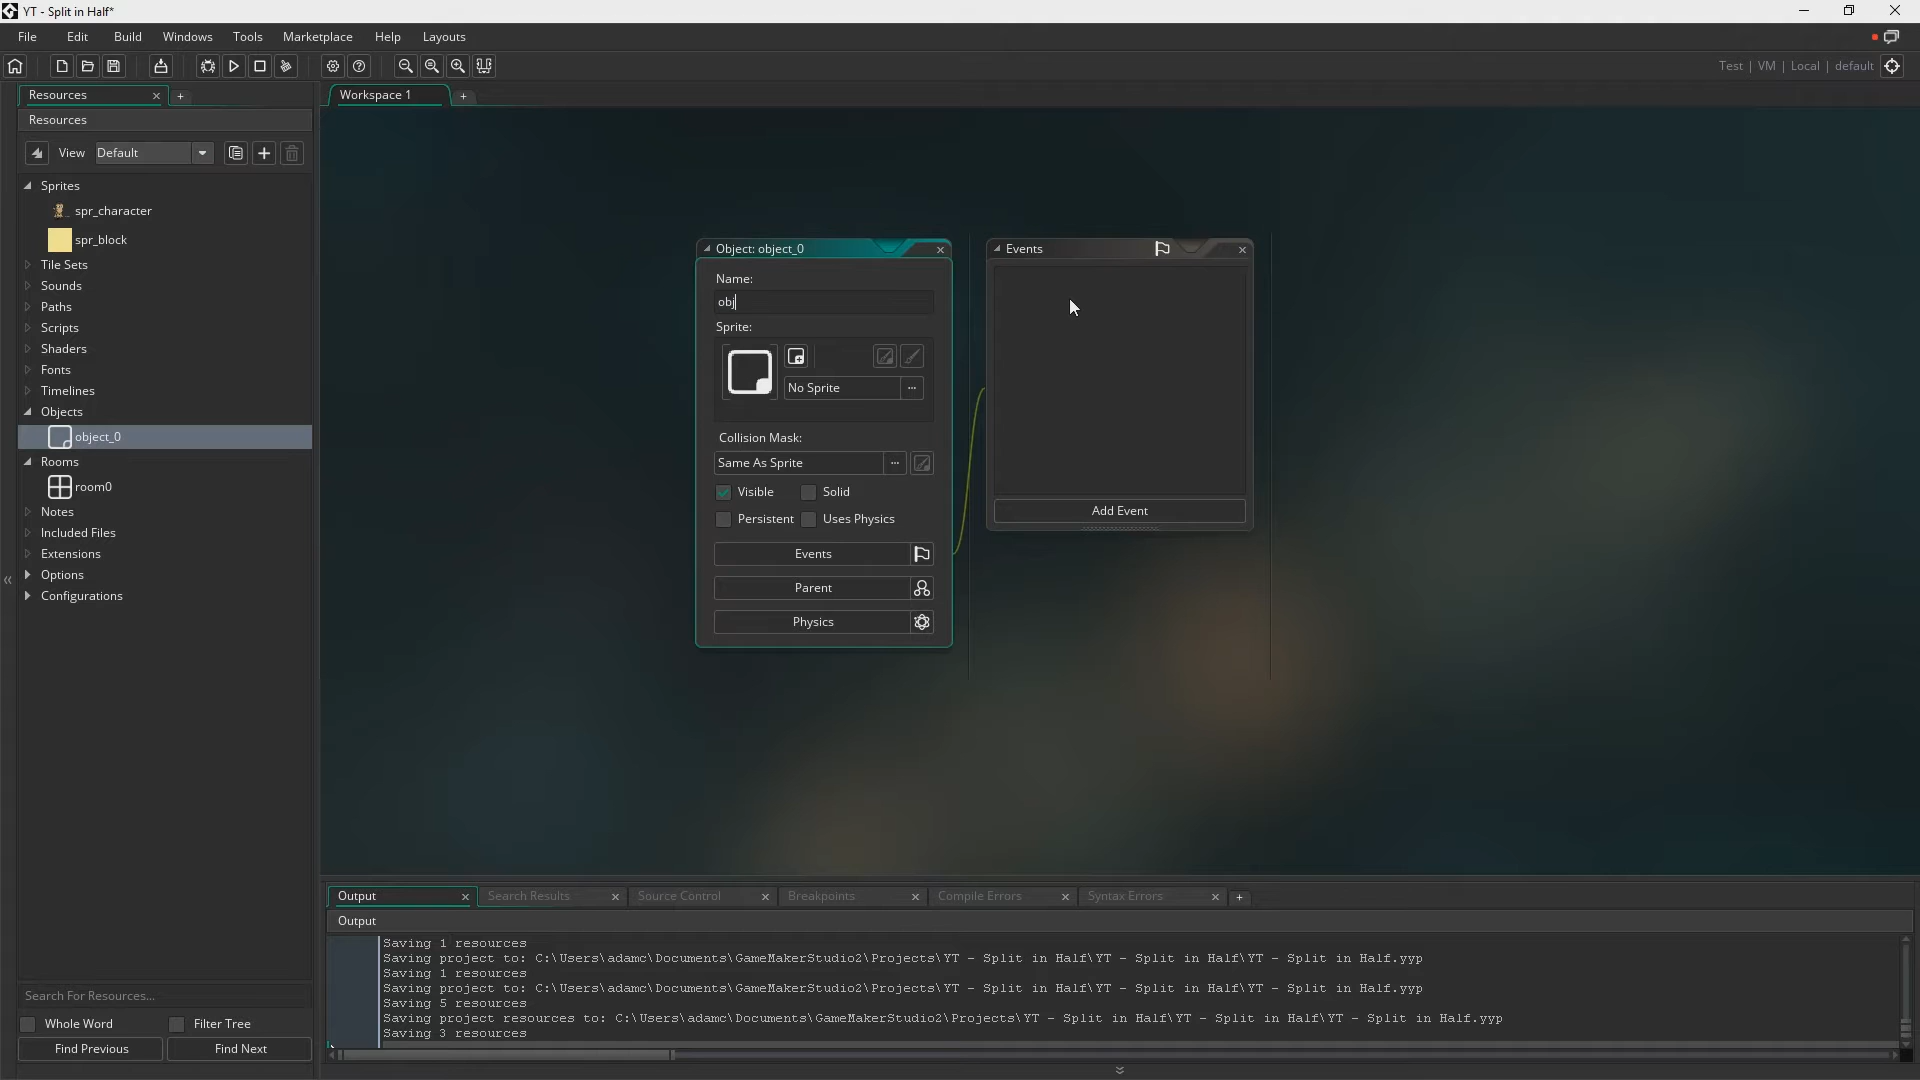 YT - Split in Half*
File Edit Build Windows Tools Marketplace Help Layouts
Test | VM | Local | default
Resources
Workspace 1
Resources
View Default
Sprites
spr_character
spr_block
Tile Sets
Sounds
Paths
Scripts
Shaders
Fonts
Timelines
Objects
object_0
Rooms
room0
Notes
Included Files
Extensions
Options
Configurations
Search For Resources...
Whole Word Filter Tree
Find Previous Find Next
Object: object_0
Name:
obj
Sprite:
No Sprite
Collision Mask:
Same As Sprite
Visible Solid
Persistent Uses Physics
Events
Parent
Physics
Events
Add Event
Output Search Results Source Control Breakpoints Compile Errors Syntax Errors
Output
Saving 1 resources
Saving project to: C:\Users\adamc\Documents\GameMakerStudio2\Projects\YT - Split in Half\YT - Split in Half\YT - Split in Half.yyp
Saving 1 resources
Saving project to: C:\Users\adamc\Documents\GameMakerStudio2\Projects\YT - Split in Half\YT - Split in Half\YT - Split in Half.yyp
Saving 5 resources
Saving project resources to: C:\Users\adamc\Documents\GameMakerStudio2\Projects\YT - Split in Half\YT - Split in Half\YT - Split in Half.yyp
Saving 3 resources